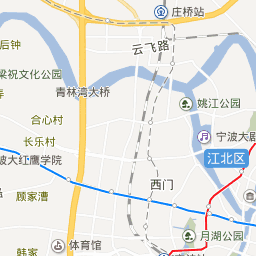 庄桥站
云飞路
后钟
梁祝文化公园
青林湾大桥
姚江公园
合心村
宁波大剧
长乐村
江北区
波大红鹰学院
西门
顾家漕
月湖公园
韩家
体育馆